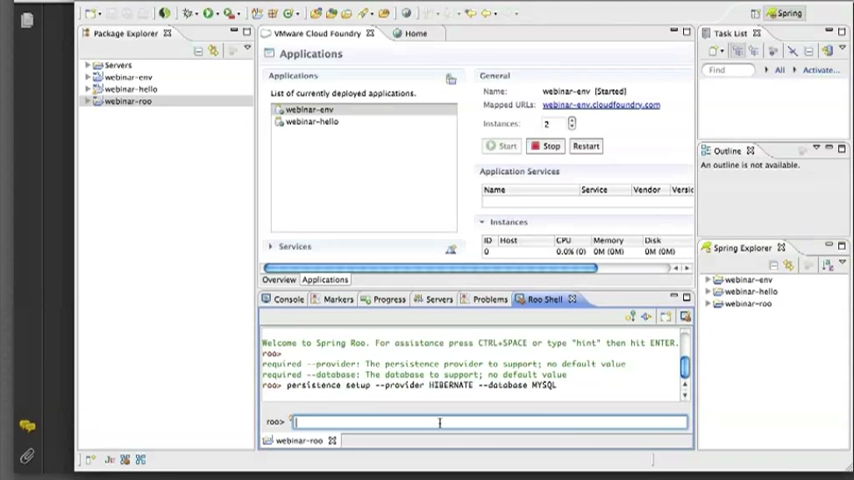 Spring
Package Explorer
Servers
webinar-env
webinar-hello
webinar-roo
VMware Cloud Foundry
Home
Applications
Applications
List of currently deployed applications.
webinar-env
webinar-hello
Services
General
Name: webinar-env [Started]
Mapped URLs: webinar-env.cloudfoundry.com
Instances: 2
Start Stop Restart
Application Services
Name Service Vendor Versic
Instances
ID Host CPU Memory Disk
0 0.0% (0) 0M (0M) 0M (0M)
Overview Applications
Console Markers Progress Servers Problems Roo Shell
Welcome to Spring Roo. For assistance press CTRL+SPACE or type "hint" then hit ENTER.
roo>
required --provider: The persistence provider to support; no default value
required --database: The database to support; no default value
roo> persistence setup --provider HIBERNATE --database MYSQL
roo>
webinar-roo
Task List
Find All Activate...
Outline
An outline is not available.
Spring Explorer
webinar-env
webinar-hello
webinar-roo